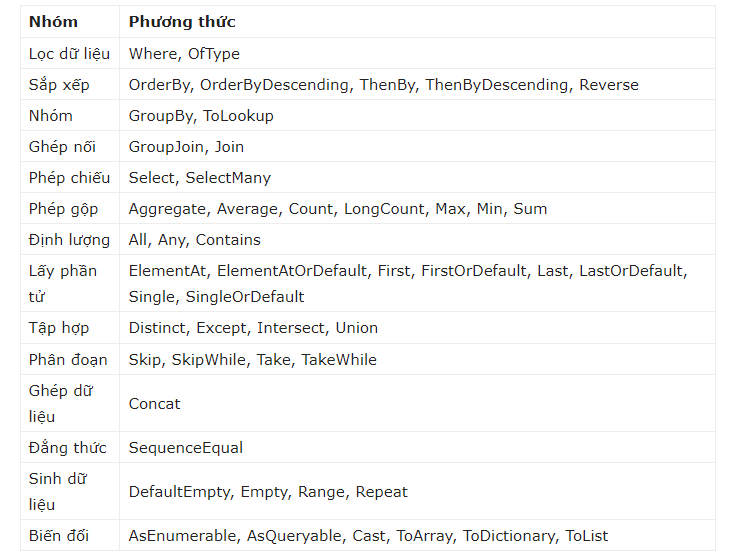 Nhóm Phương thức
Lọc dữ liệu Where, OfType
Sắp xếp OrderBy, OrderByDescending, ThenBy, ThenByDescending, Reverse
Nhóm GroupBy, ToLookup
Ghép nối GroupJoin, Join
Phép chiếu Select, SelectMany
Phép gộp Aggregate, Average, Count, LongCount, Max, Min, Sum
Định lượng All, Any, Contains
Lấy phần
tử
ElementAt, ElementAtOrDefault, First, FirstOrDefault, Last, LastOrDefault,
Single, SingleOrDefault
Tập hợp Distinct, Except, Intersect, Union
Phân đoạn Skip, SkipWhile, Take, TakeWhile
Ghép dữ
liệu
Concat
Đẳng thức SequenceEqual
Sinh dữ
liệu
DefaultEmpty, Empty, Range, Repeat
Biến đổi AsEnumerable, AsQueryable, Cast, ToArray, ToDictionary, ToList